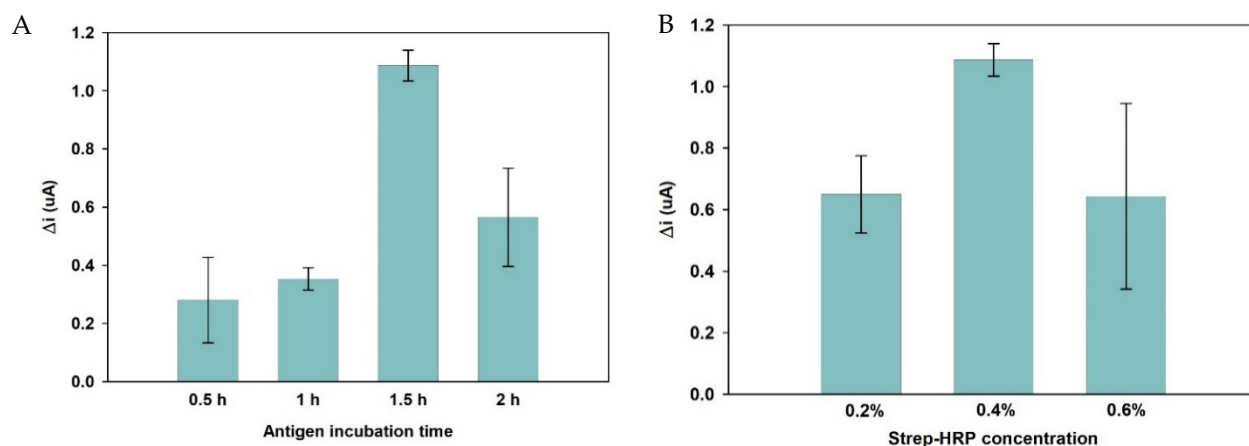 A
1.2
1.0
0.8
0.6
0.4
0.2
0.0
Δi (uA)
0.5 h 1 h 1.5 h 2 h
Antigen incubation time
B
1.2
1.0
0.8
0.6
0.4
0.2
0.0
Δi (uA)
0.2% 0.4% 0.6%
Strep-HRP concentration